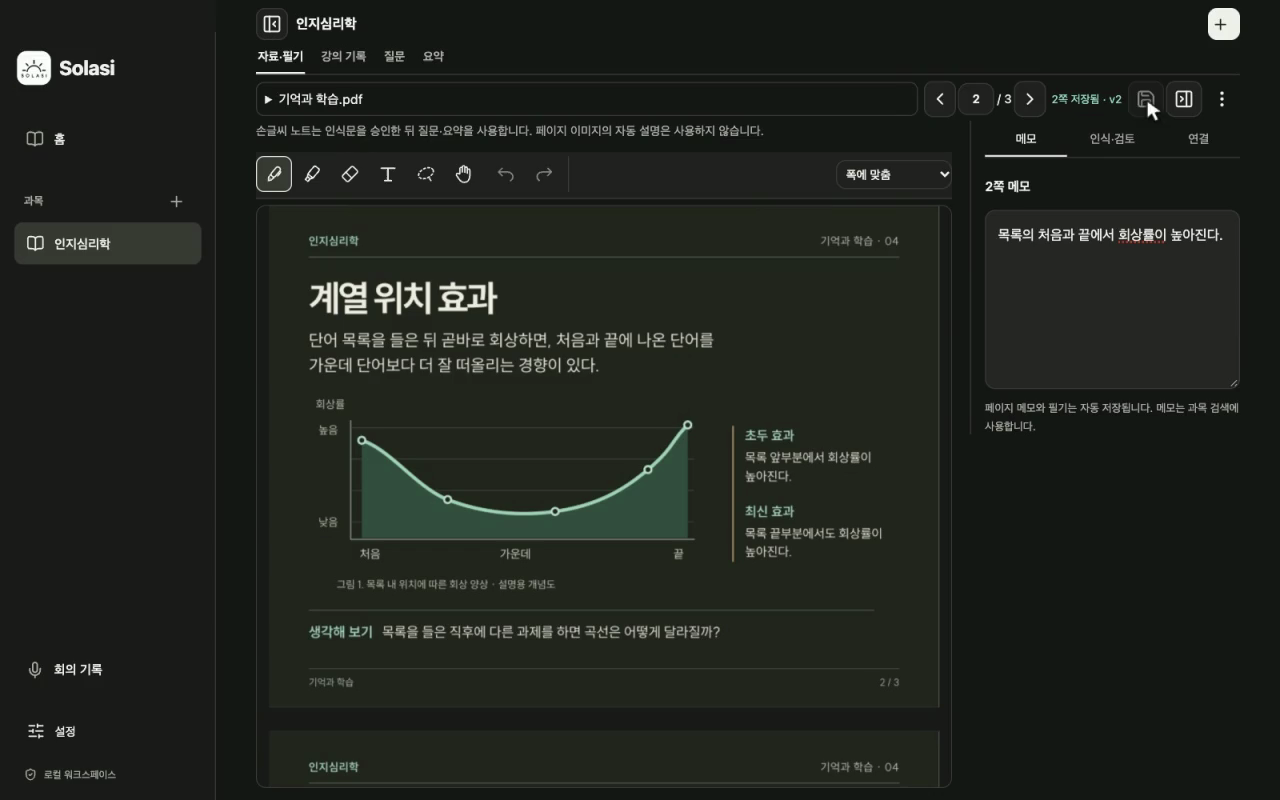 SOLASI
Solasi
홈
과목
인지심리학
회의 기록
설정
로컬 워크스페이스
인지심리학
자료·필기 강의 기록 질문 요약
기억과 학습.pdf
2 / 3
2쪽 저장됨 · v2
손글씨 노트는 인식문을 승인한 뒤 질문·요약을 사용합니다. 페이지 이미지의 자동 설명은 사용하지 않습니다.
폭에 맞춤
인지심리학 기억과 학습 · 04
계열 위치 효과
단어 목록을 들은 뒤 곧바로 회상하면, 처음과 끝에 나온 단어를
가운데 단어보다 더 잘 떠올리는 경향이 있다.
회상률
높음
낮음
처음 가운데 끝
초두 효과
목록 앞부분에서 회상률이
높아진다.
최신 효과
목록 끝부분에서도 회상률이
높아진다.
그림 1. 목록 내 위치에 따른 회상 양상 · 설명용 개념도
생각해 보기 목록을 들은 직후에 다른 과제를 하면 곡선은 어떻게 달라질까?
기억과 학습 2 / 3
인지심리학 기억과 학습 · 04
메모 인식·검토 연결
2쪽 메모
목록의 처음과 끝에서 회상률이 높아진다.
페이지 메모와 필기는 자동 저장됩니다. 메모는 과목 검색에
사용합니다.